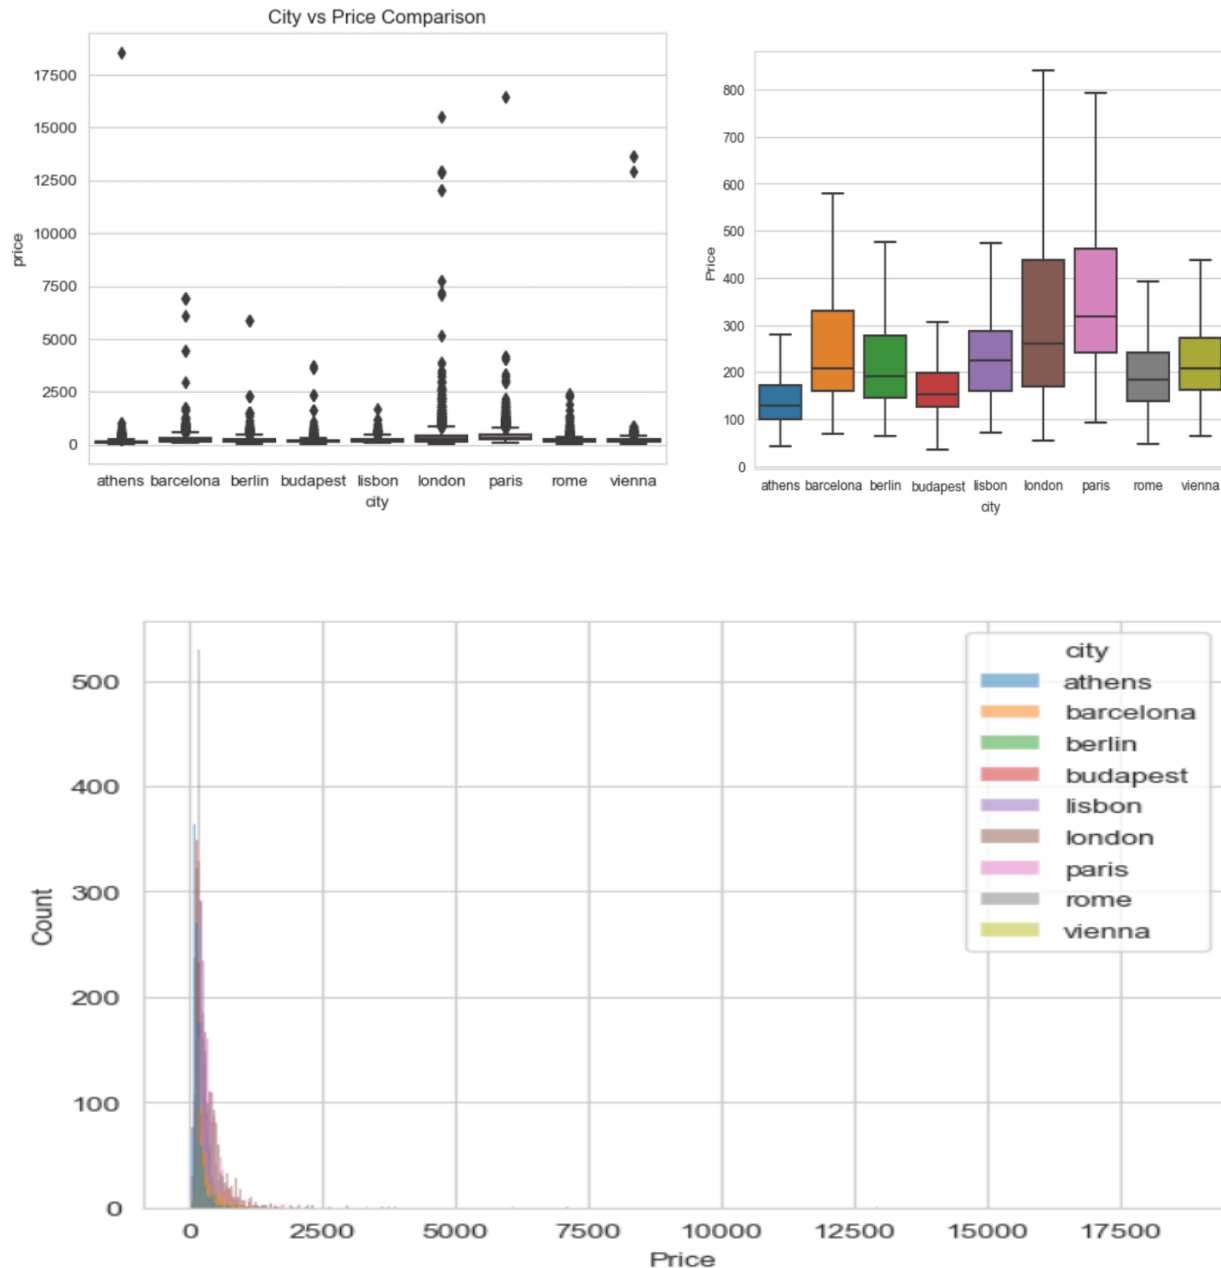 City vs Price Comparison
price
17500
15000
12500
10000
7500
5000
2500
0
athens barcelona berlin budapest lisbon london paris rome vienna
city
Price
800
700
600
500
400
300
200
100
0
athens barcelona berlin budapest lisbon london paris rome vienna
city
Count
500
400
300
200
100
0
city
athens
barcelona
berlin
budapest
lisbon
london
paris
rome
vienna
0 2500 5000 7500 10000 12500 15000 17500
Price